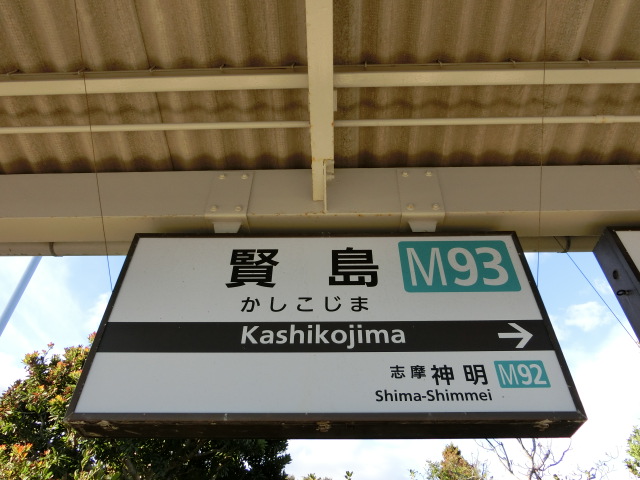 賢島 M93
かしこじま
Kashikojima
志摩神明 M92
Shima-Shimmei